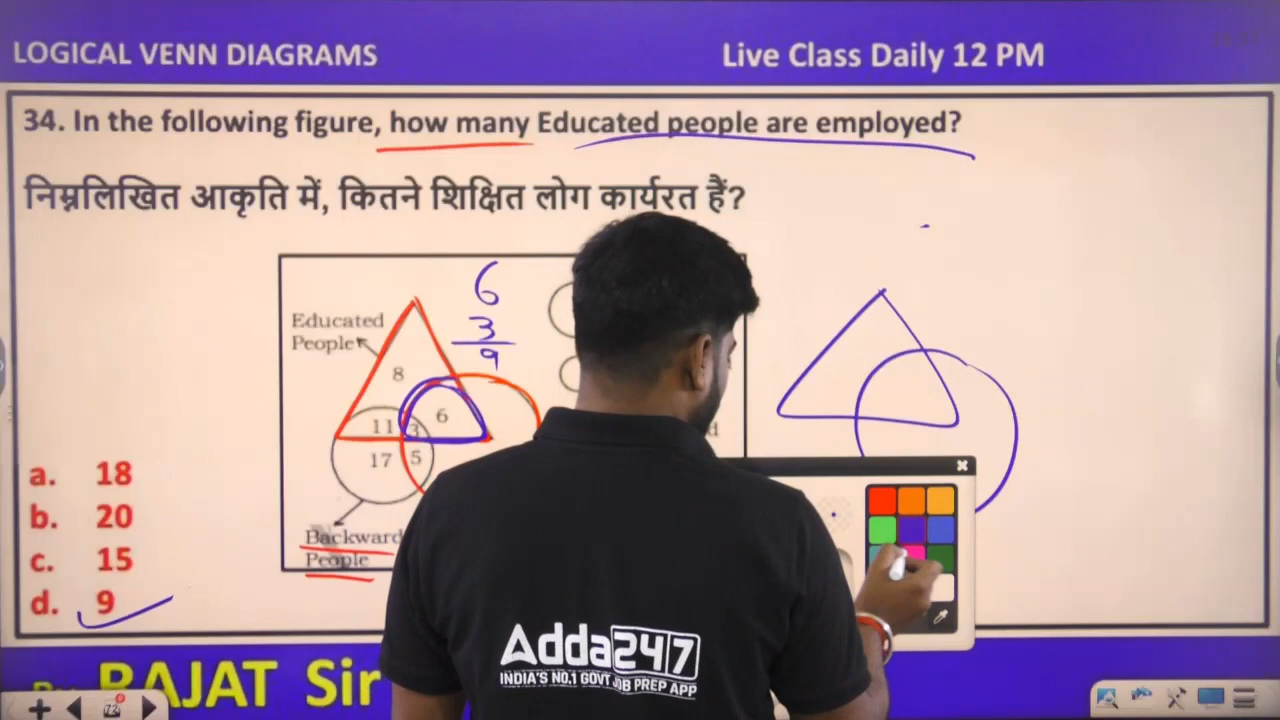 LOGICAL VENN DIAGRAMS
Live Class Daily 12 PM
34. In the following figure, how many Educated people are employed?
निम्नलिखित आकृति में, कितने शिक्षित लोग कार्यरत हैं?
6
3
9
Educated
People
8
6
11 3
17 5
Backward
People
a. 18
b. 20
c. 15
d. 9
RAJAT Sir
Adda247
INDIA'S NO.1 GOVT JOB PREP APP